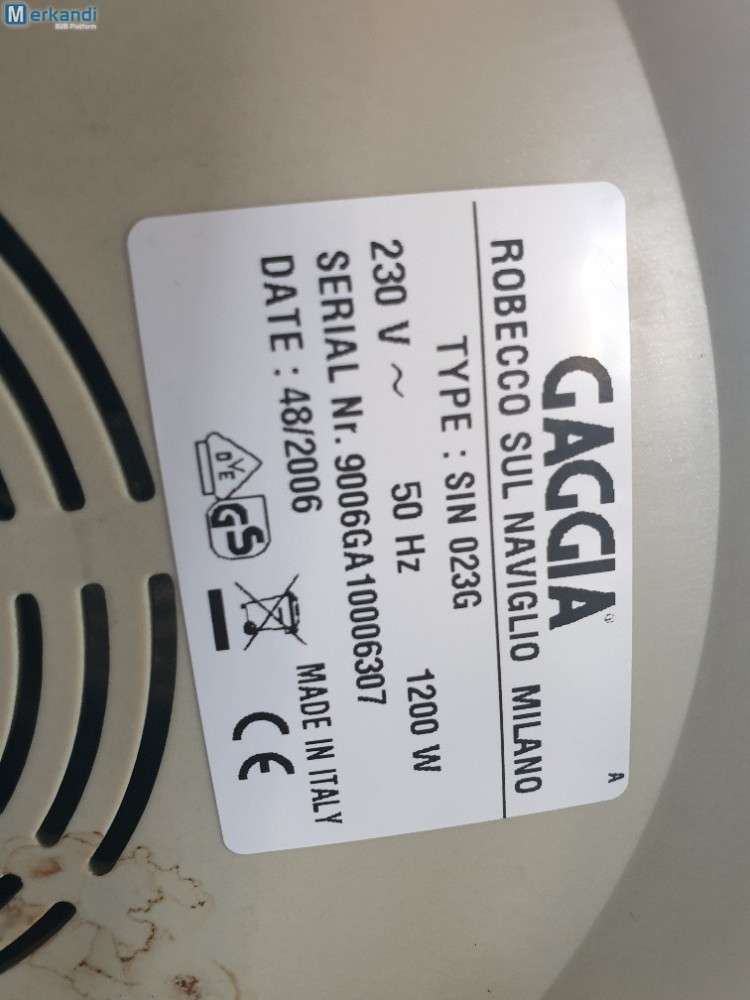 Merkandi
B2B Platform
A
GAGGIA®
ROBECCO SUL NAVIGLIO MILANO
TYPE : SIN 023G
230 V ~ 50 Hz 1200 W
SERIAL Nr. 9006GA10006307
DATE : 48/2006
MADE IN ITALY
DVE
GS
CE